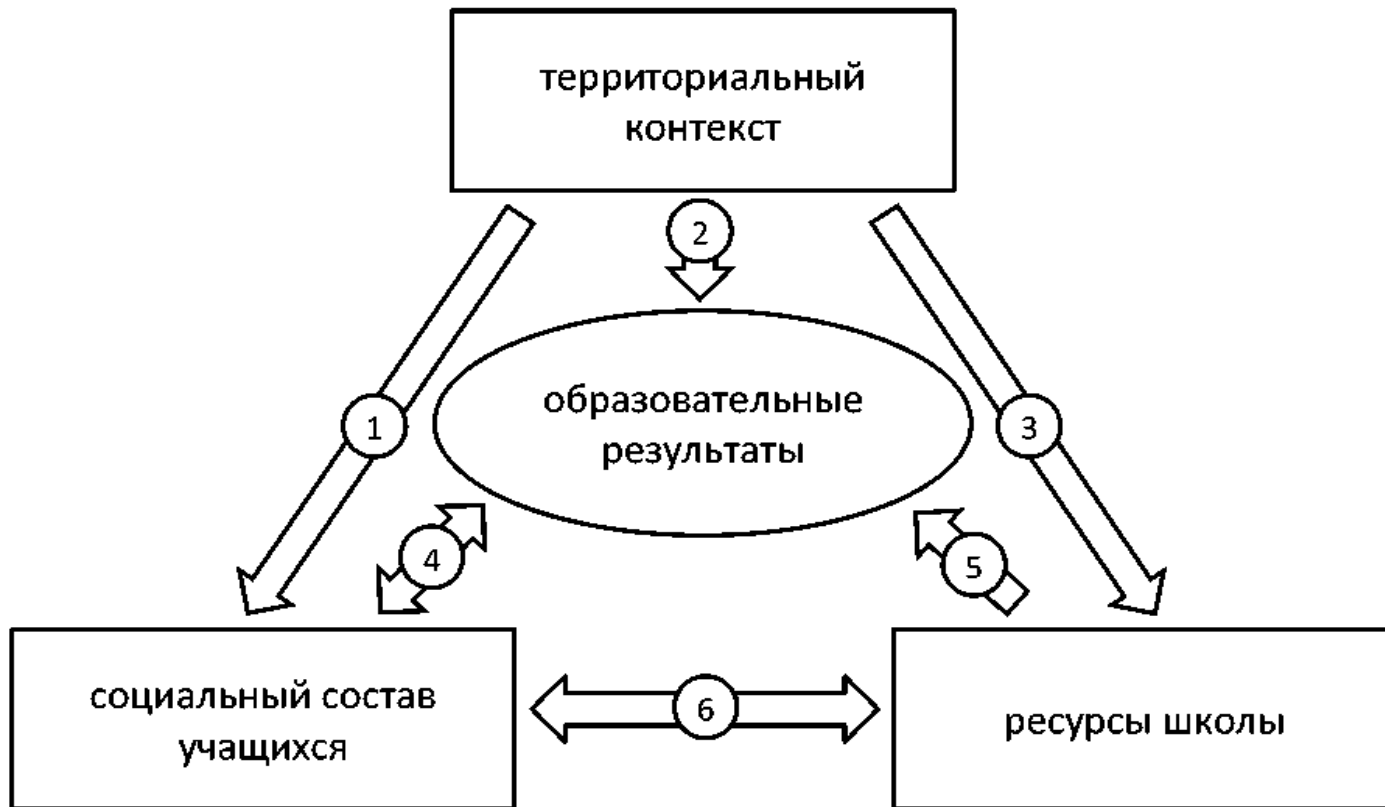 территориальный
контекст
2
образовательные
результаты
1
3
4
5
социальный состав
учащихся
6
ресурсы школы